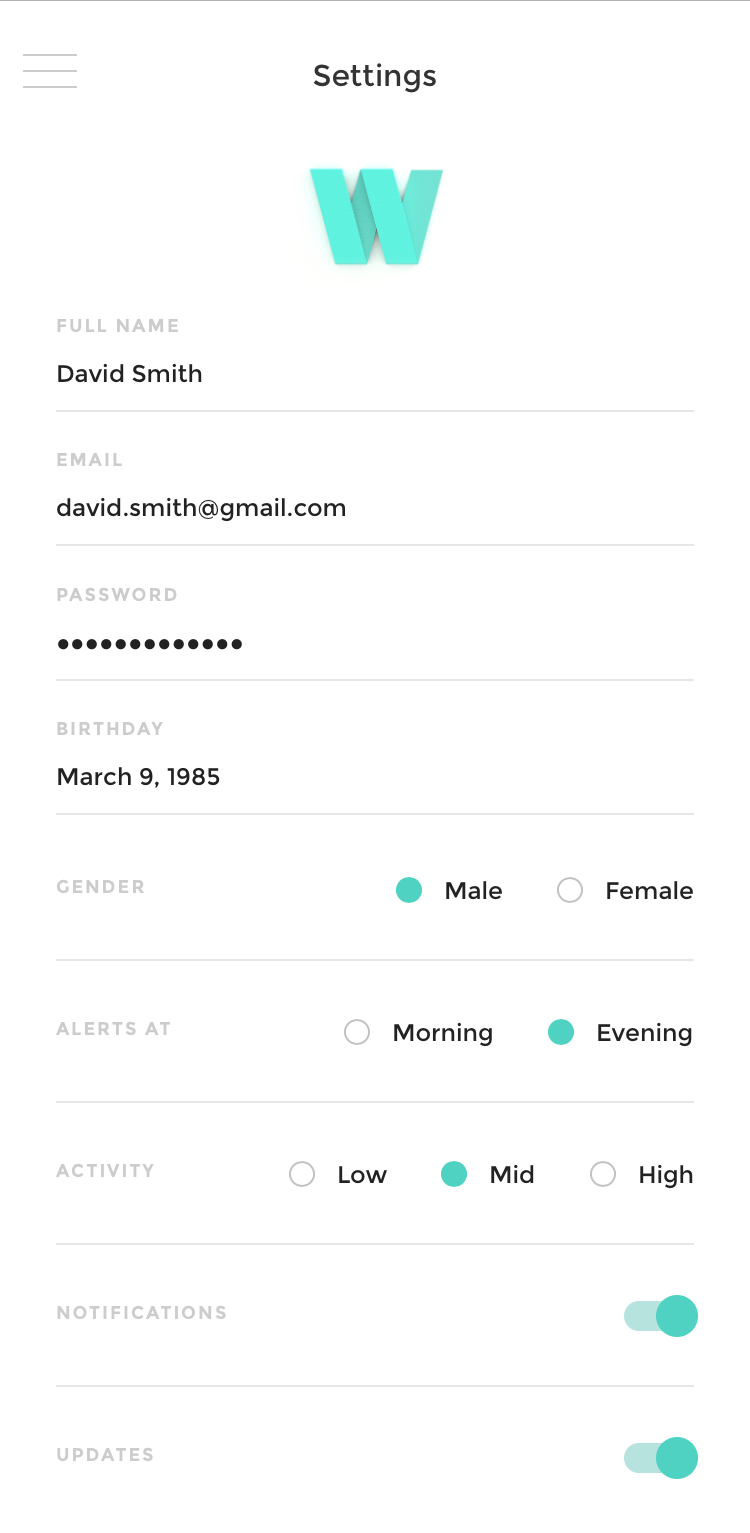 Settings
W
FULL NAME
David Smith
EMAIL
david.smith@gmail.com
PASSWORD
•••••••••••••
BIRTHDAY
March 9, 1985
GENDER Male Female
ALERTS AT Morning Evening
ACTIVITY Low Mid High
NOTIFICATIONS
UPDATES